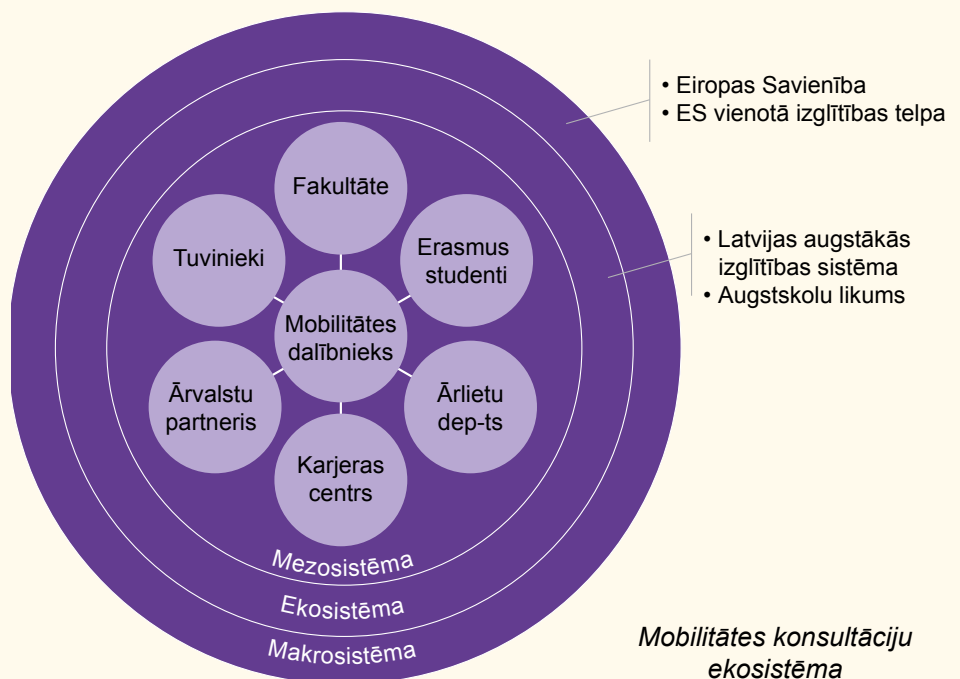 • Eiropas Savienība
• ES vienotā izglītības telpa
Fakultāte
Tuvinieki
Erasmus
studenti
• Latvijas augstākās
izglītības sistēma
• Augstskolu likums
Mobilitātes
dalībnieks
Ārvalstu
partneris
Ārlietu
dep-ts
Karjeras
centrs
Mezosistēma
Ekosistēma
Makrosistēma
Mobilitātes konsultāciju
ekosistēma